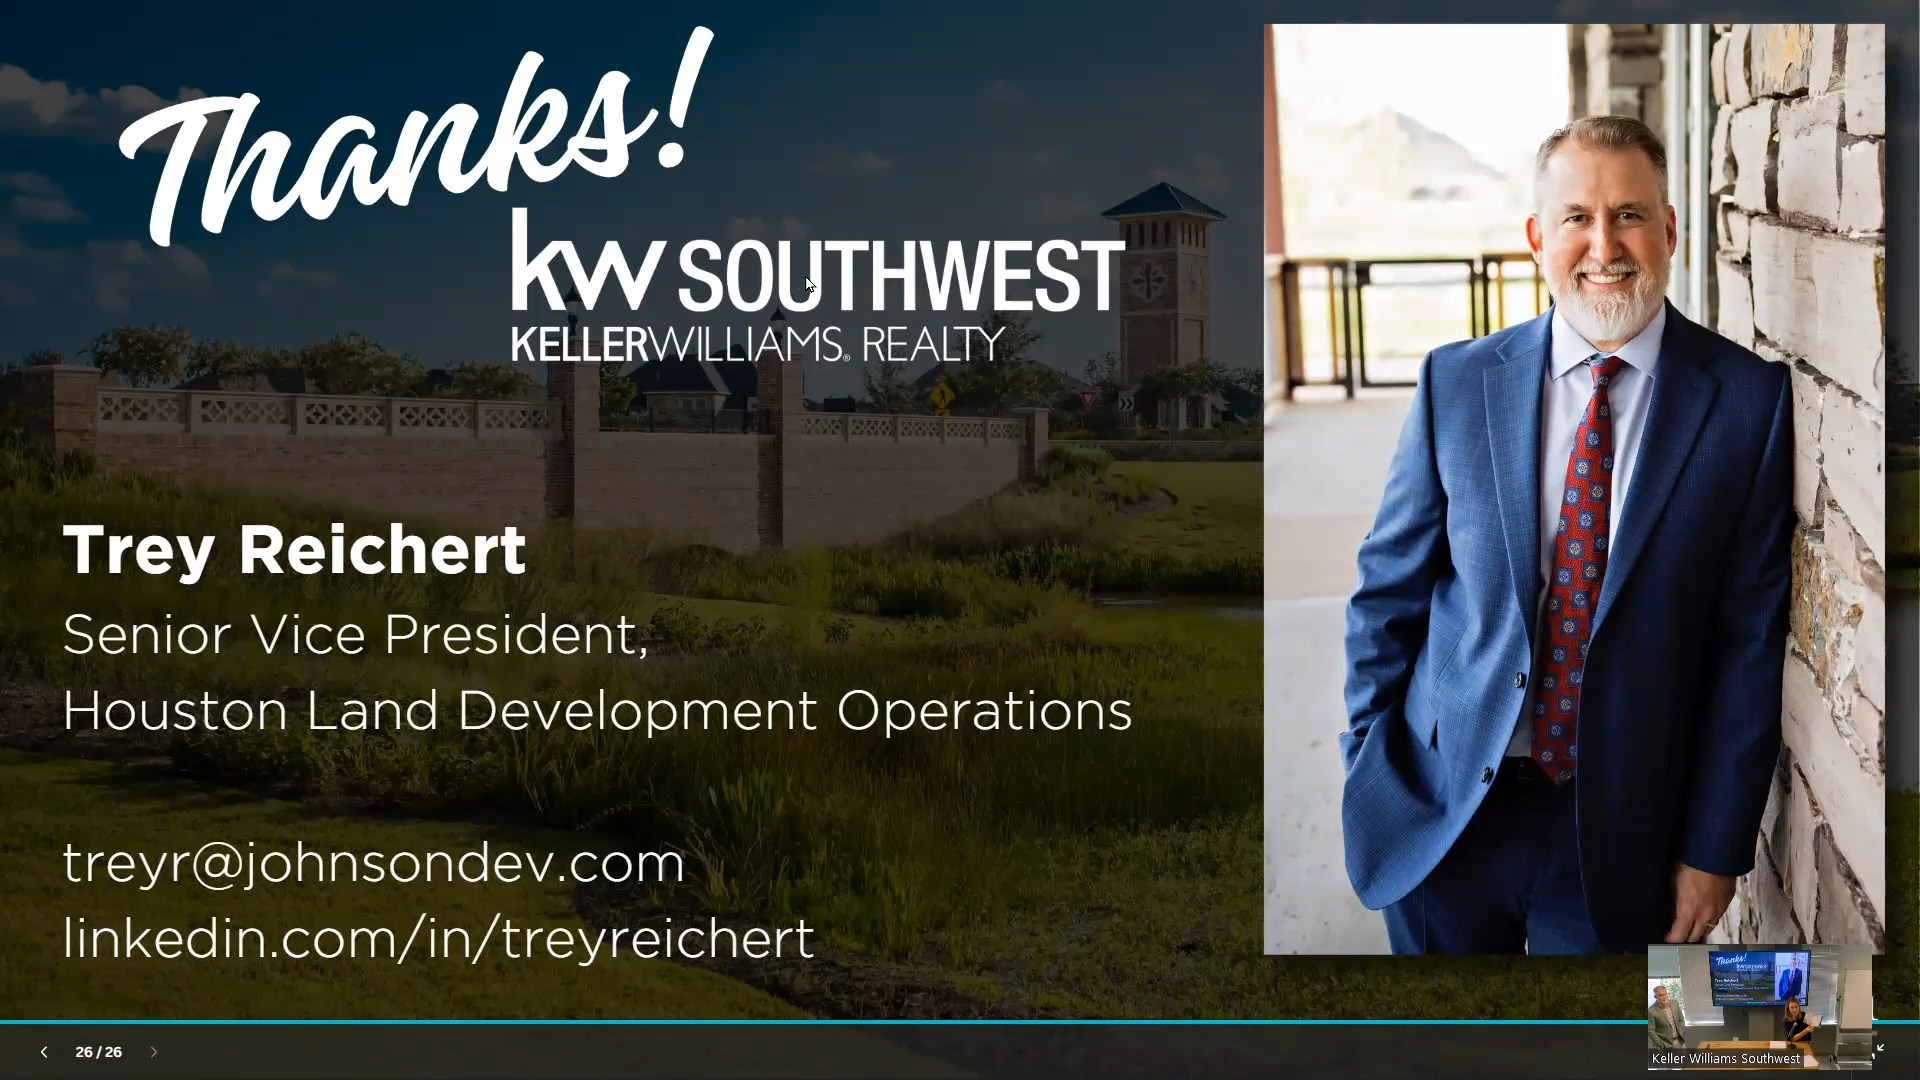 Thanks!
kw SOUTHWEST
KELLERWILLIAMS® REALTY
Trey Reichert
Senior Vice President,
Houston Land Development Operations
treyr@johnsondev.com
linkedin.com/in/treyreichert
26 / 26
Thanks!
Keller Williams Southwest